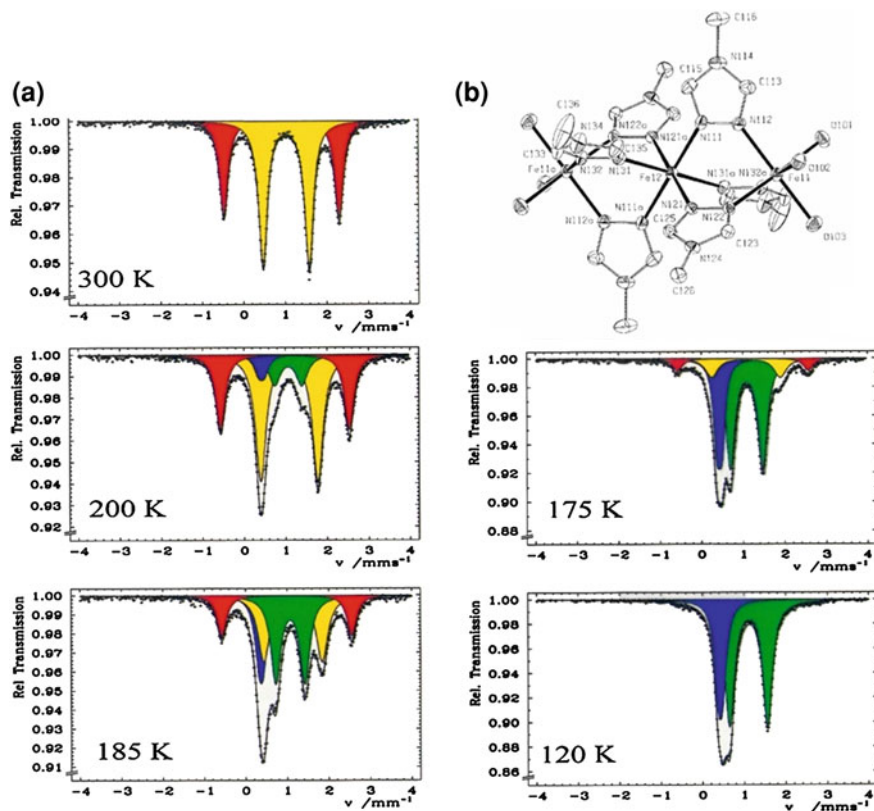 (a)
Rel. Transmission
1.00
0.99
0.98
0.97
0.96
0.95
0.94
300 K
-4 -3 -2 -1 0 1 2 3 4
v /mms⁻¹
Rel. Transmission
1.00
0.99
0.98
0.97
0.96
0.95
0.94
0.93
0.92
200 K
-4 -3 -2 -1 0 1 2 3 4
v /mms⁻¹
Rel. Transmission
1.00
0.99
0.98
0.97
0.96
0.95
0.94
0.93
0.92
0.91
185 K
-4 -3 -2 -1 0 1 2 3 4
v /mms⁻¹
(b)
C116
N114
C115
C113
C136
N134
N122a
N121a
N111
N112
O101
C133
C135
N132
N131
Fe12
N131a
N132a
O102
Fe11a
Fe11
N121
N122
N112a
N111a
C125
C123
O103
N124
C126
Rel. Transmission
1.00
0.98
0.96
0.94
0.92
0.90
0.88
175 K
-4 -3 -2 -1 0 1 2 3 4
v /mms⁻¹
Rel. Transmission
1.00
0.98
0.96
0.94
0.92
0.90
0.88
0.86
120 K
-4 -3 -2 -1 0 1 2 3 4
v /mms⁻¹